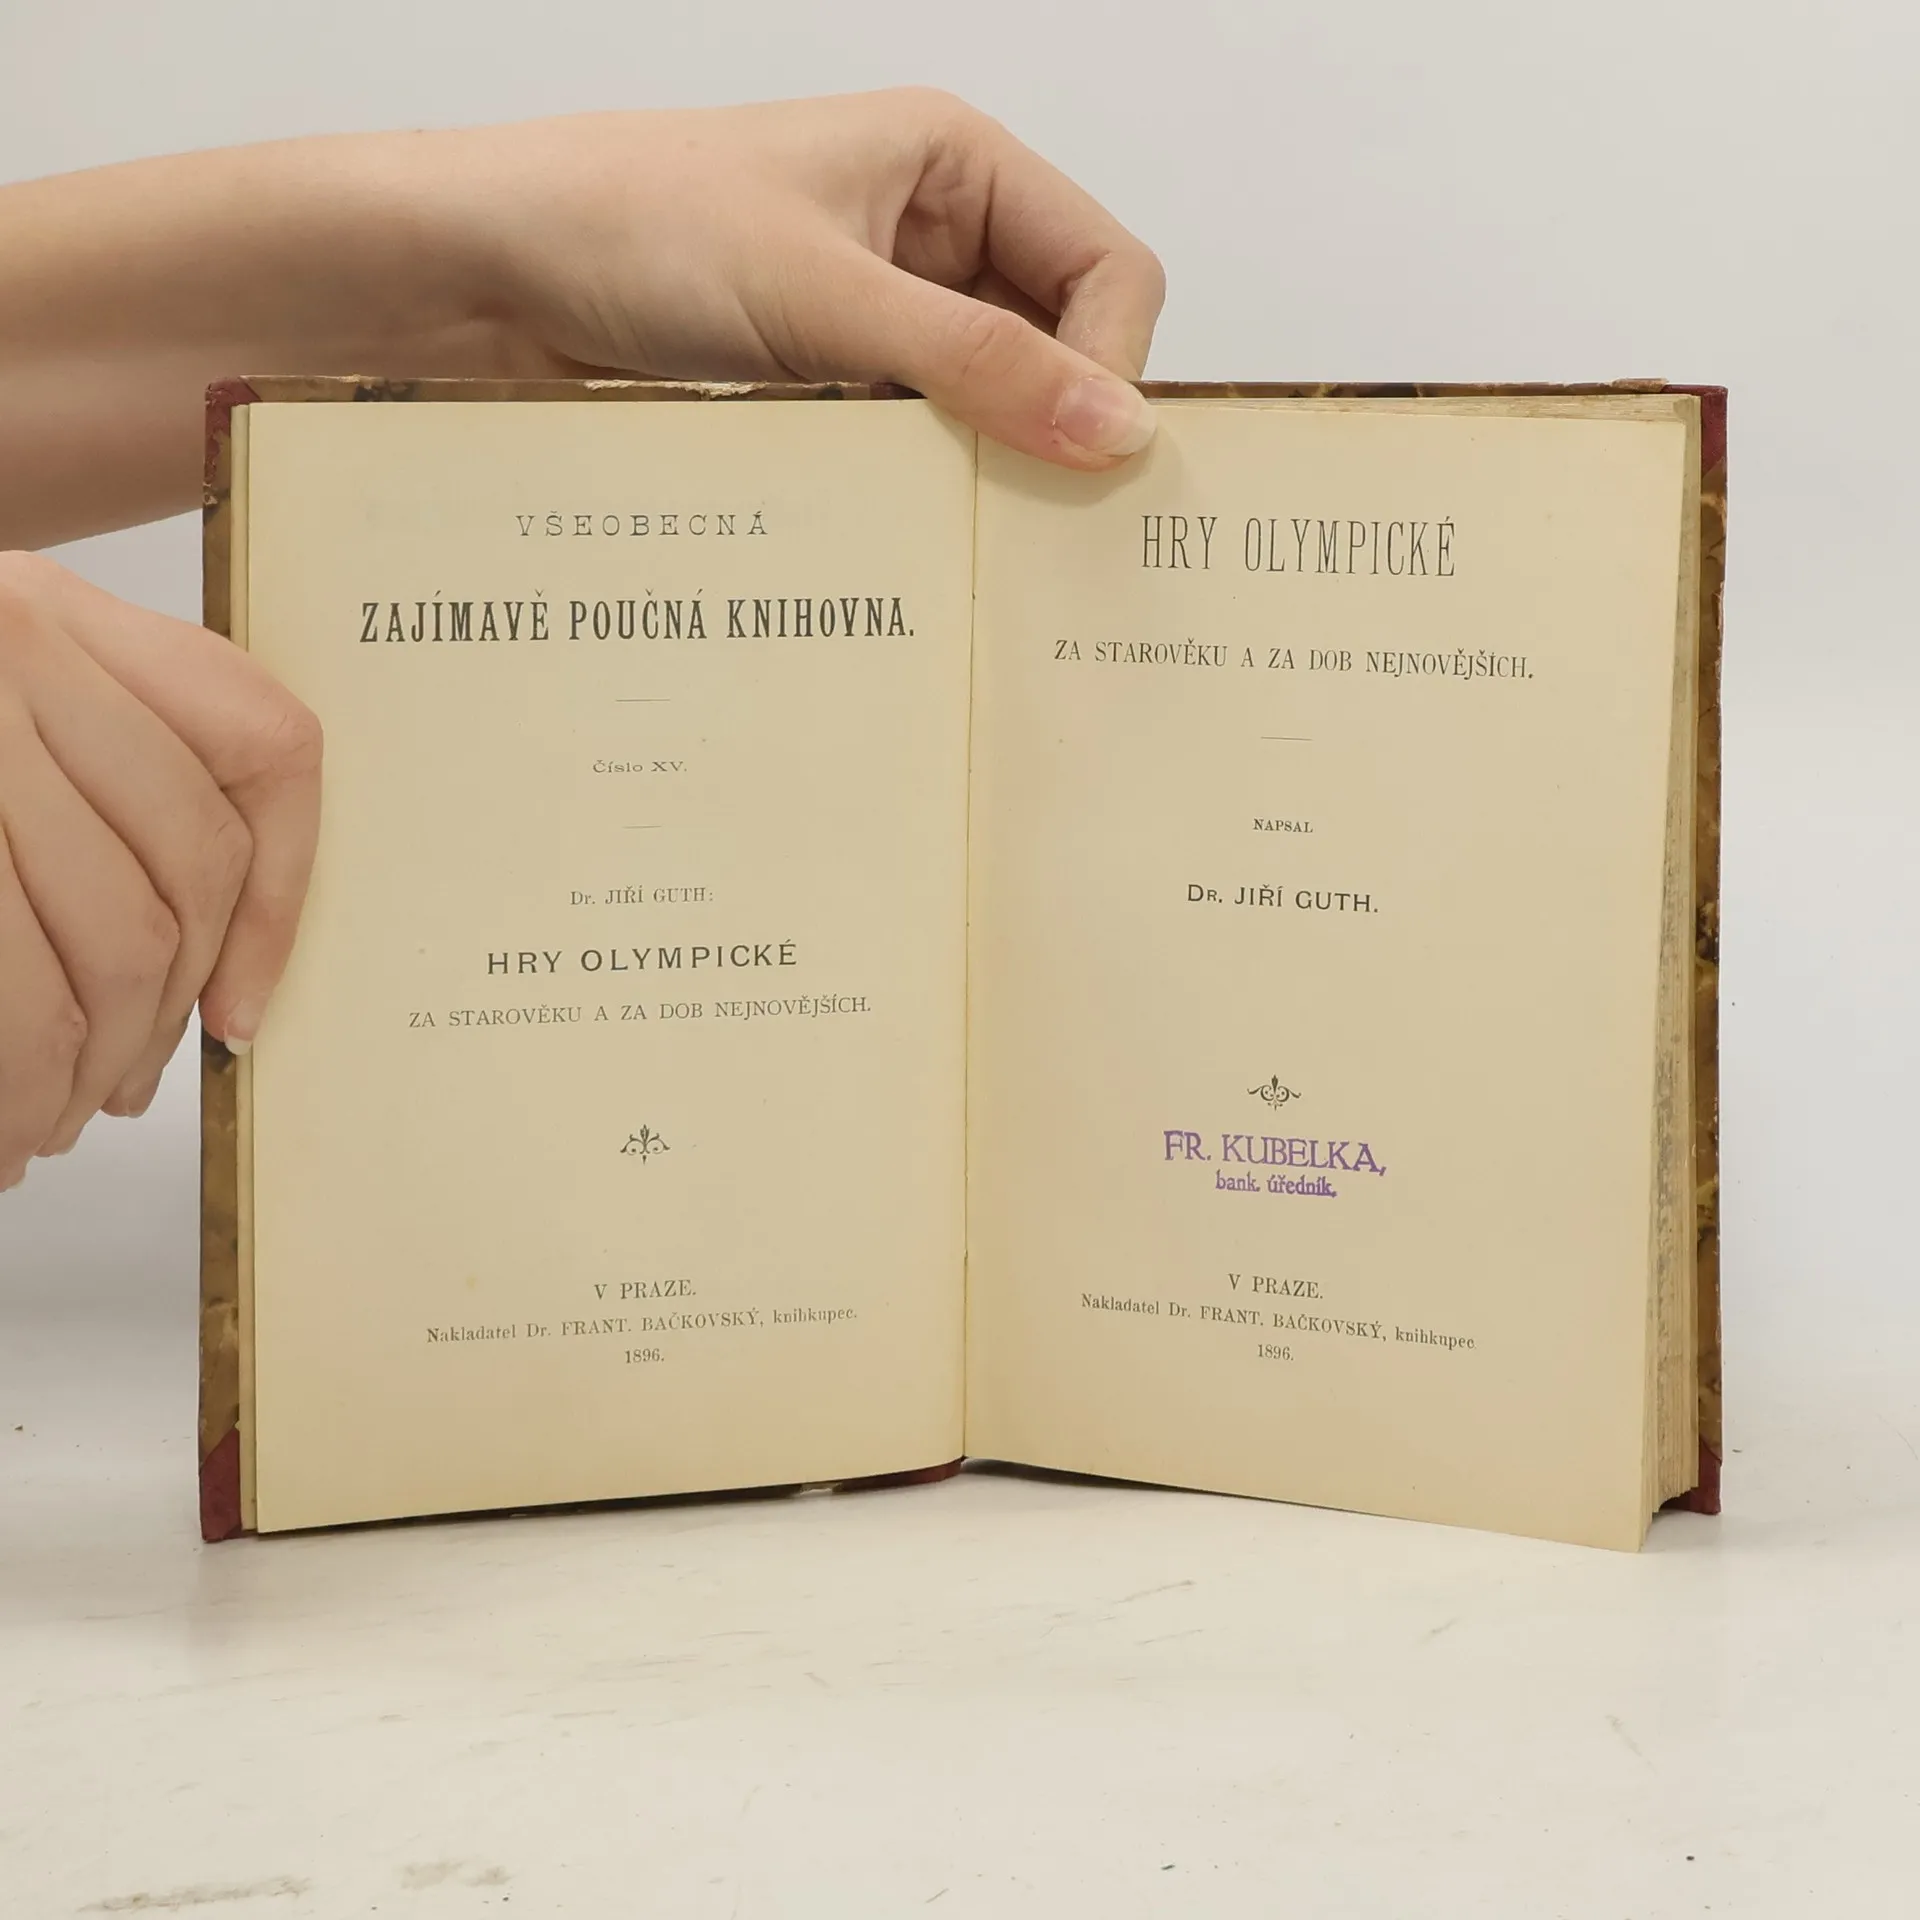 VŠEOBECNÁ
ZAJÍMAVĚ POUČNÁ KNIHOVNA.
Číslo XV.
Dr. JIŘÍ GUTH:
HRY OLYMPICKÉ
ZA STAROVĚKU A ZA DOB NEJNOVĚJŠÍCH.
V PRAZE.
Nakladatel Dr. FRANT. BAČKOVSKÝ, knihkupec.
1896.
HRY OLYMPICKÉ
ZA STAROVĚKU A ZA DOB NEJNOVĚJŠÍCH.
NAPSAL
DR. JIŘÍ GUTH.
FR. KUBELKA,
bank. úředník.
V PRAZE.
Nakladatel Dr. FRANT. BAČKOVSKÝ, knihkupec
1896.